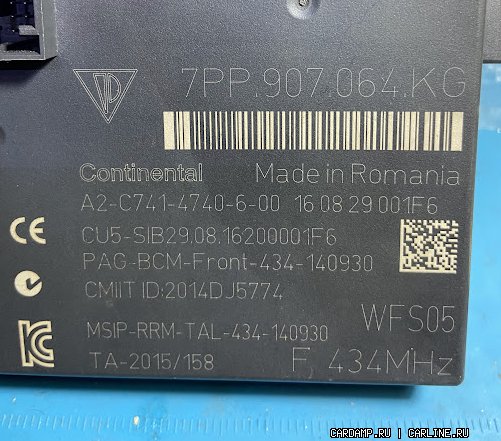 7PP.907.064.KG
Continental Made in Romania
A2-C741-4740-6-00 16 08 29 001F6
CU5-SIB29.08.16200001F6
PAG-BCM-Front-434-140930
CMIIT ID:2014DJ5774
WFS05
MSIP-RRM-TAL-434-140930
TA-2015/158 F 434MHz
CARDAMP.RU | CARLINE.RU